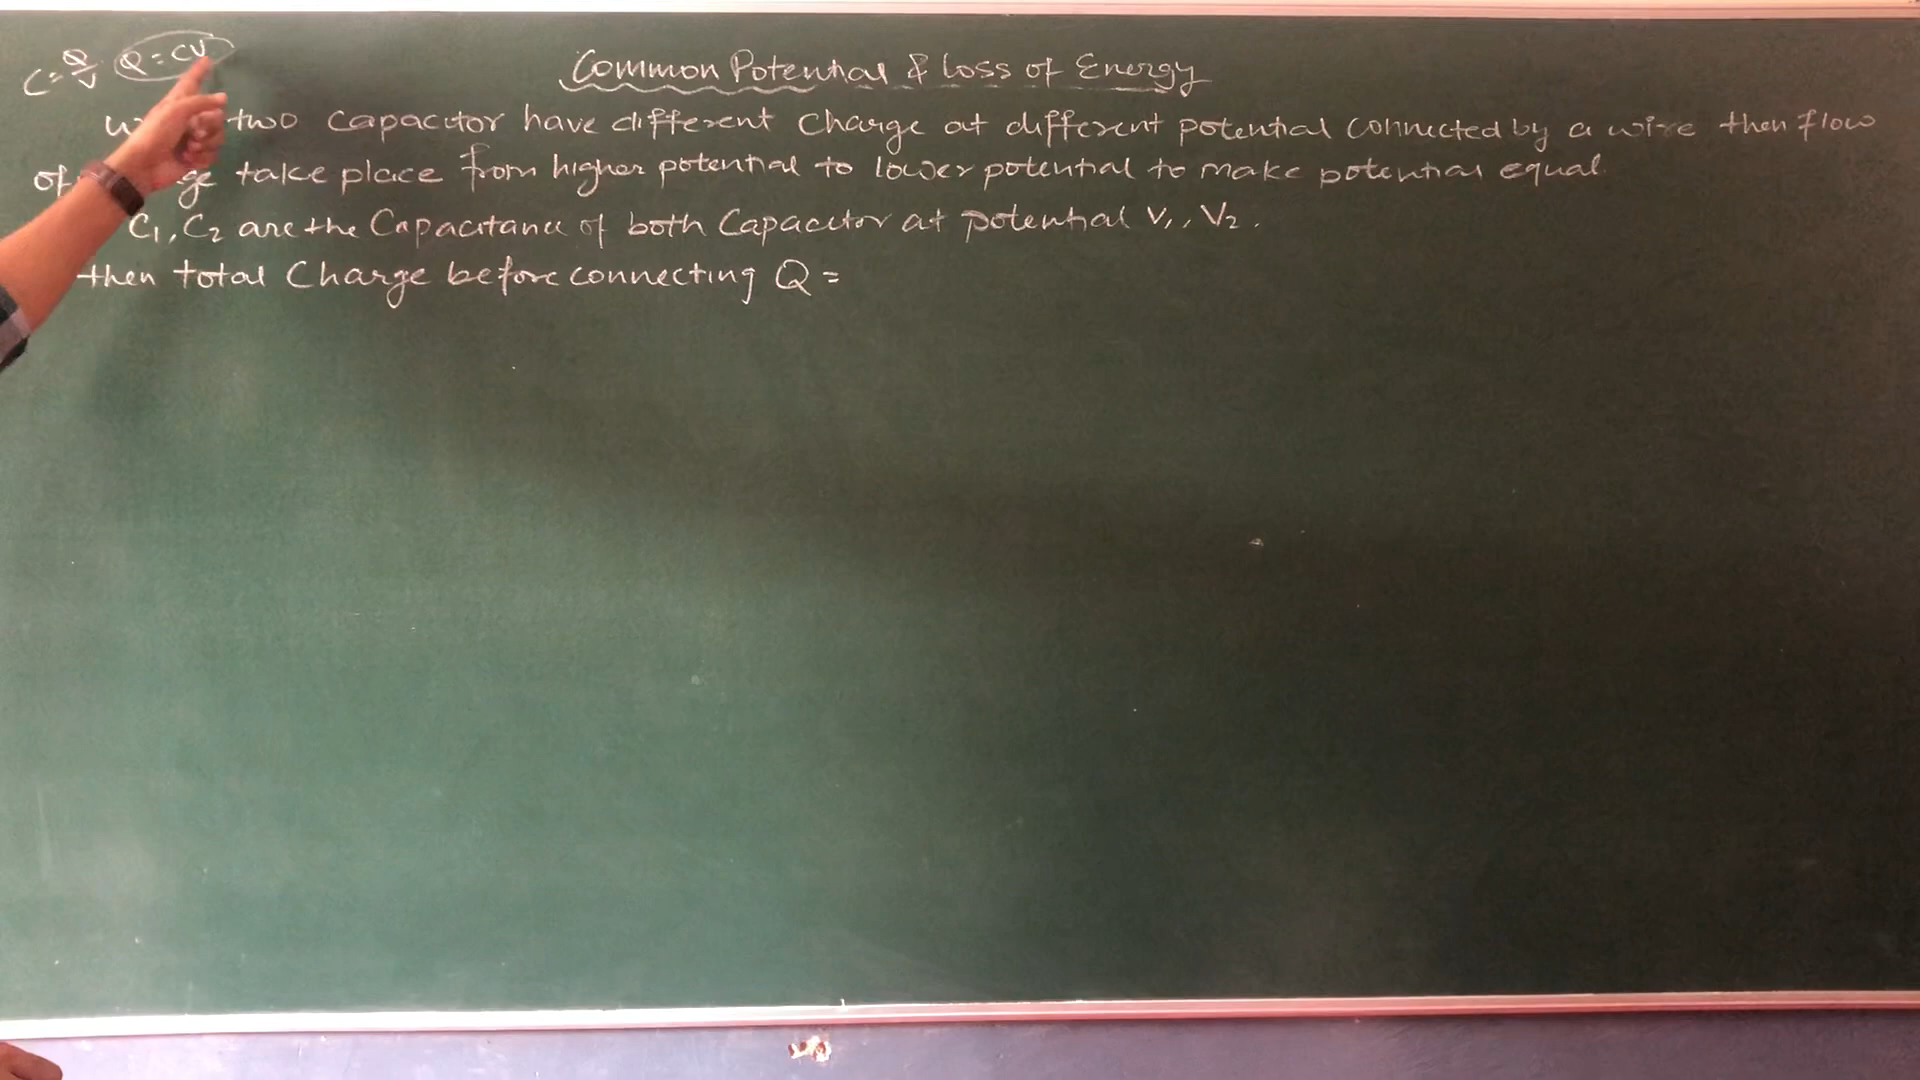 C = Q/V Q = CV
Common Potential & Loss of Energy
two capacitor have different charge at different potential connected by a wire then flow
of take place from higher potential to lower potential to make potential equal.
C1, C2 are the Capacitance of both Capacitor at potential V1, V2.
then total Charge before connecting Q =